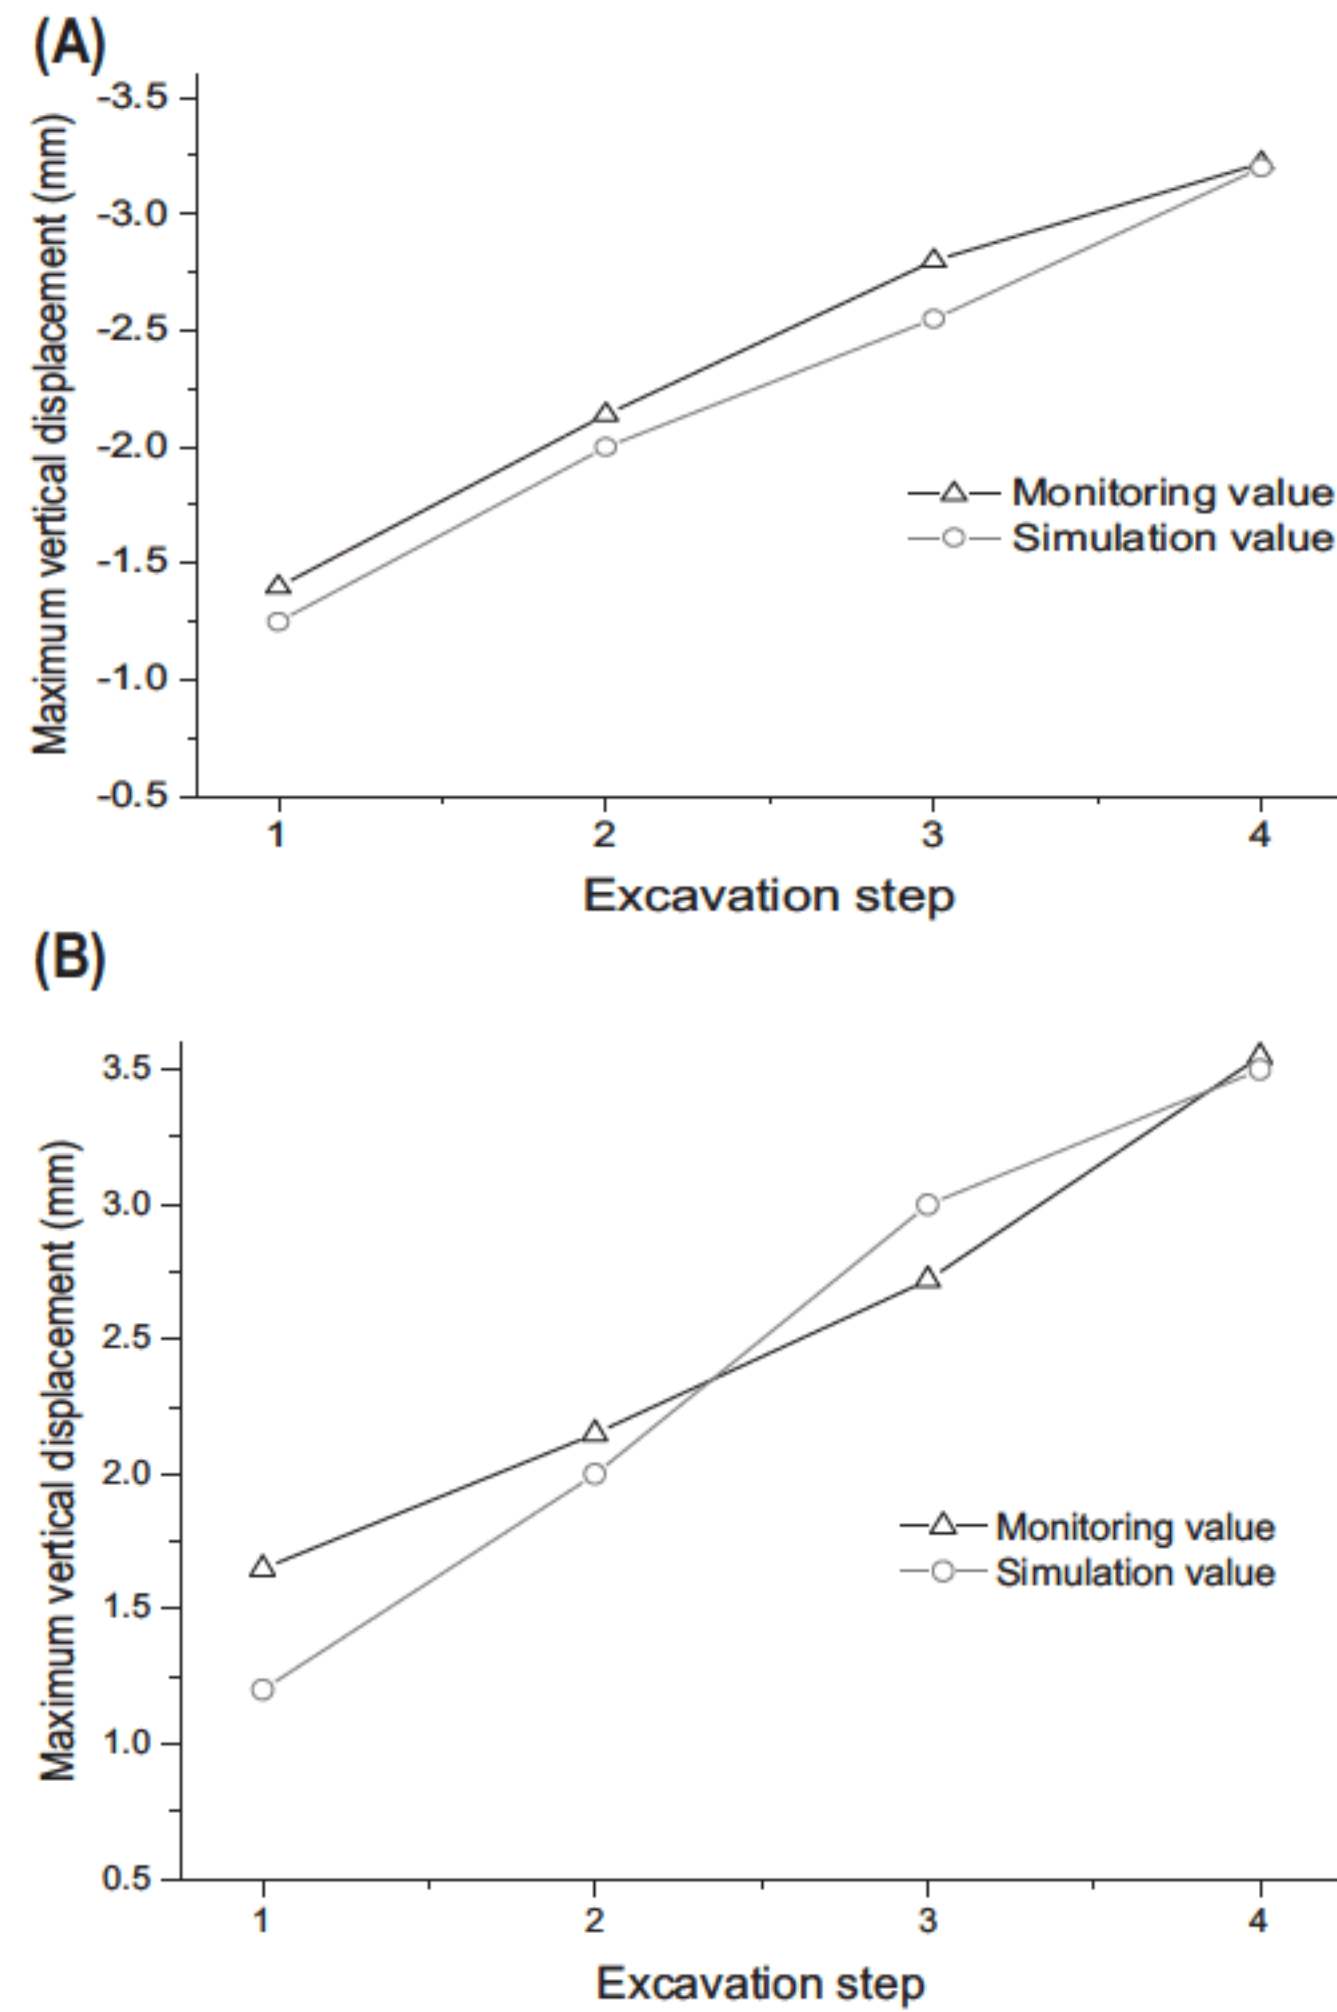 (A)
Maximum vertical displacement (mm)
-3.5
-3.0
-2.5
-2.0
-1.5
-1.0
-0.5
Monitoring value
Simulation value
1 2 3 4
Excavation step
(B)
Maximum vertical displacement (mm)
3.5
3.0
2.5
2.0
1.5
1.0
0.5
Monitoring value
Simulation value
1 2 3 4
Excavation step